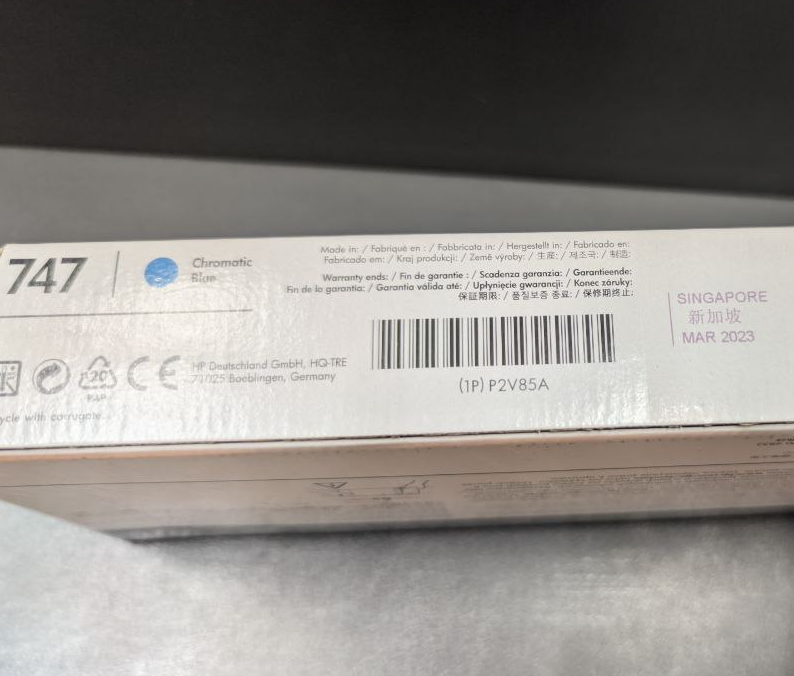 747
Chromatic
Blue
Made in: / Fabriqué en : / Fabbricato in: / Hergestellt in: / Fabricado en:
Fabricado em: / Kraj produkcji: / Země výroby: / 生産: / 제조국: / 制造:
Warranty ends: / Fin de garantie : / Scadenza garanzia: / Garantieende:
Fin de la garantía: / Garantia válida até: / Upłynięcie gwarancji: / Konec záruky:
保証期限: / 품질보증 종료: / 保修期终止:
SINGAPORE
新加坡
MAR 2023
20
PAP
CE
HP Deutschland GmbH, HQ-TRE
71025 Boeblingen, Germany
(1P) P2V85A
with corrugate